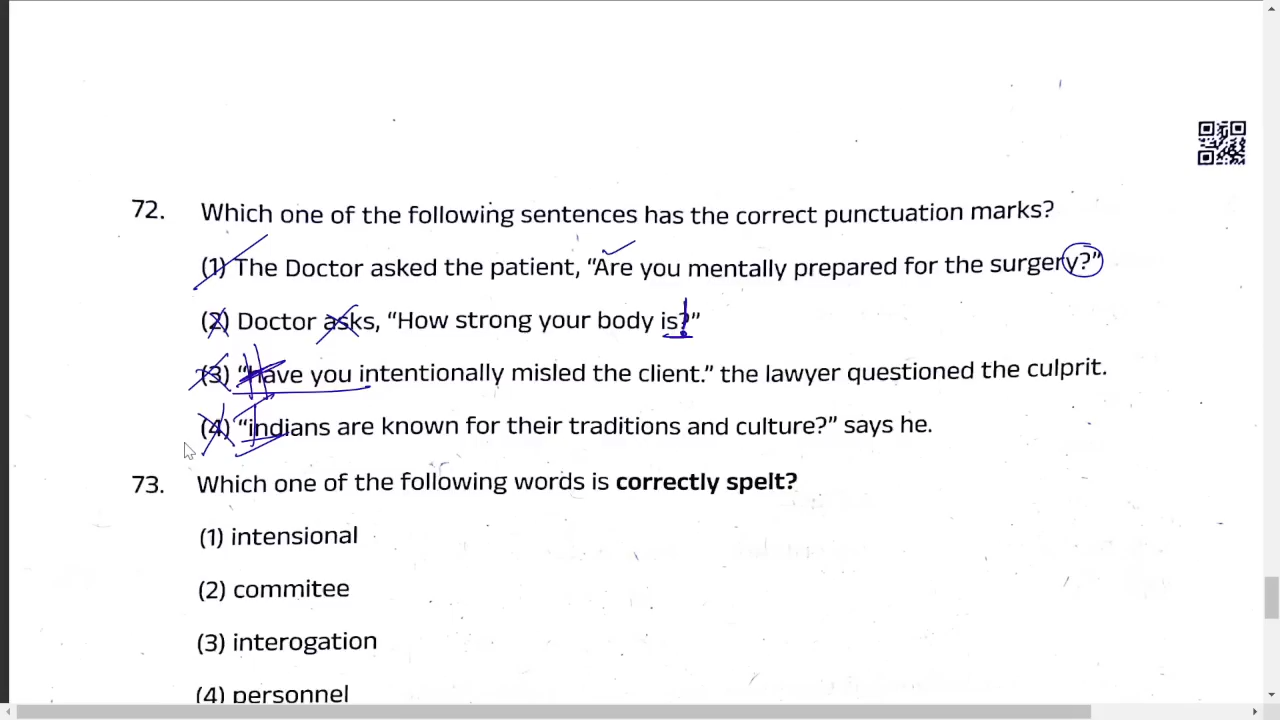 72. Which one of the following sentences has the correct punctuation marks?
(1) The Doctor asked the patient, “Are you mentally prepared for the surgery?”
(2) Doctor asks, “How strong your body is?”
(3) “Have you intentionally misled the client.” the lawyer questioned the culprit.
(4) “indians are known for their traditions and culture?” says he.
73. Which one of the following words is correctly spelt?
(1) intensional
(2) commitee
(3) interogation
(4) personnel